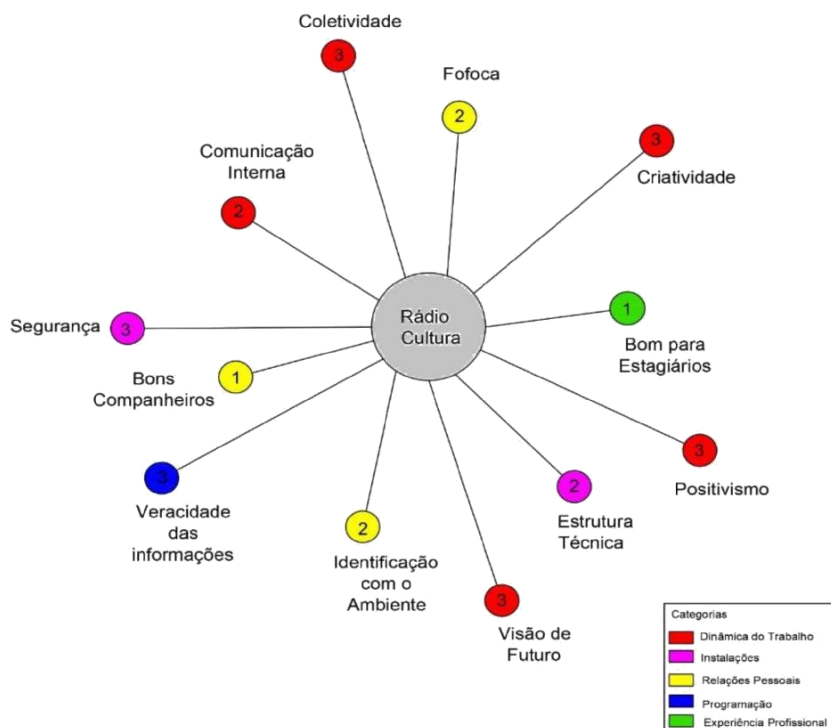 Coletividade
3
Fofoca
2
3
Criatividade
Comunicação
Interna
2
Segurança
3
Rádio
Cultura
1
Bom para
Estagiários
Bons
Companheiros
1
3
Positivismo
3
Veracidade
das
informações
2
Estrutura
Técnica
2
Identificação
com o
Ambiente
3
Visão de
Futuro
Categorias
Dinâmica do Trabalho
Instalações
Relações Pessoais
Programação
Experiência Profissional